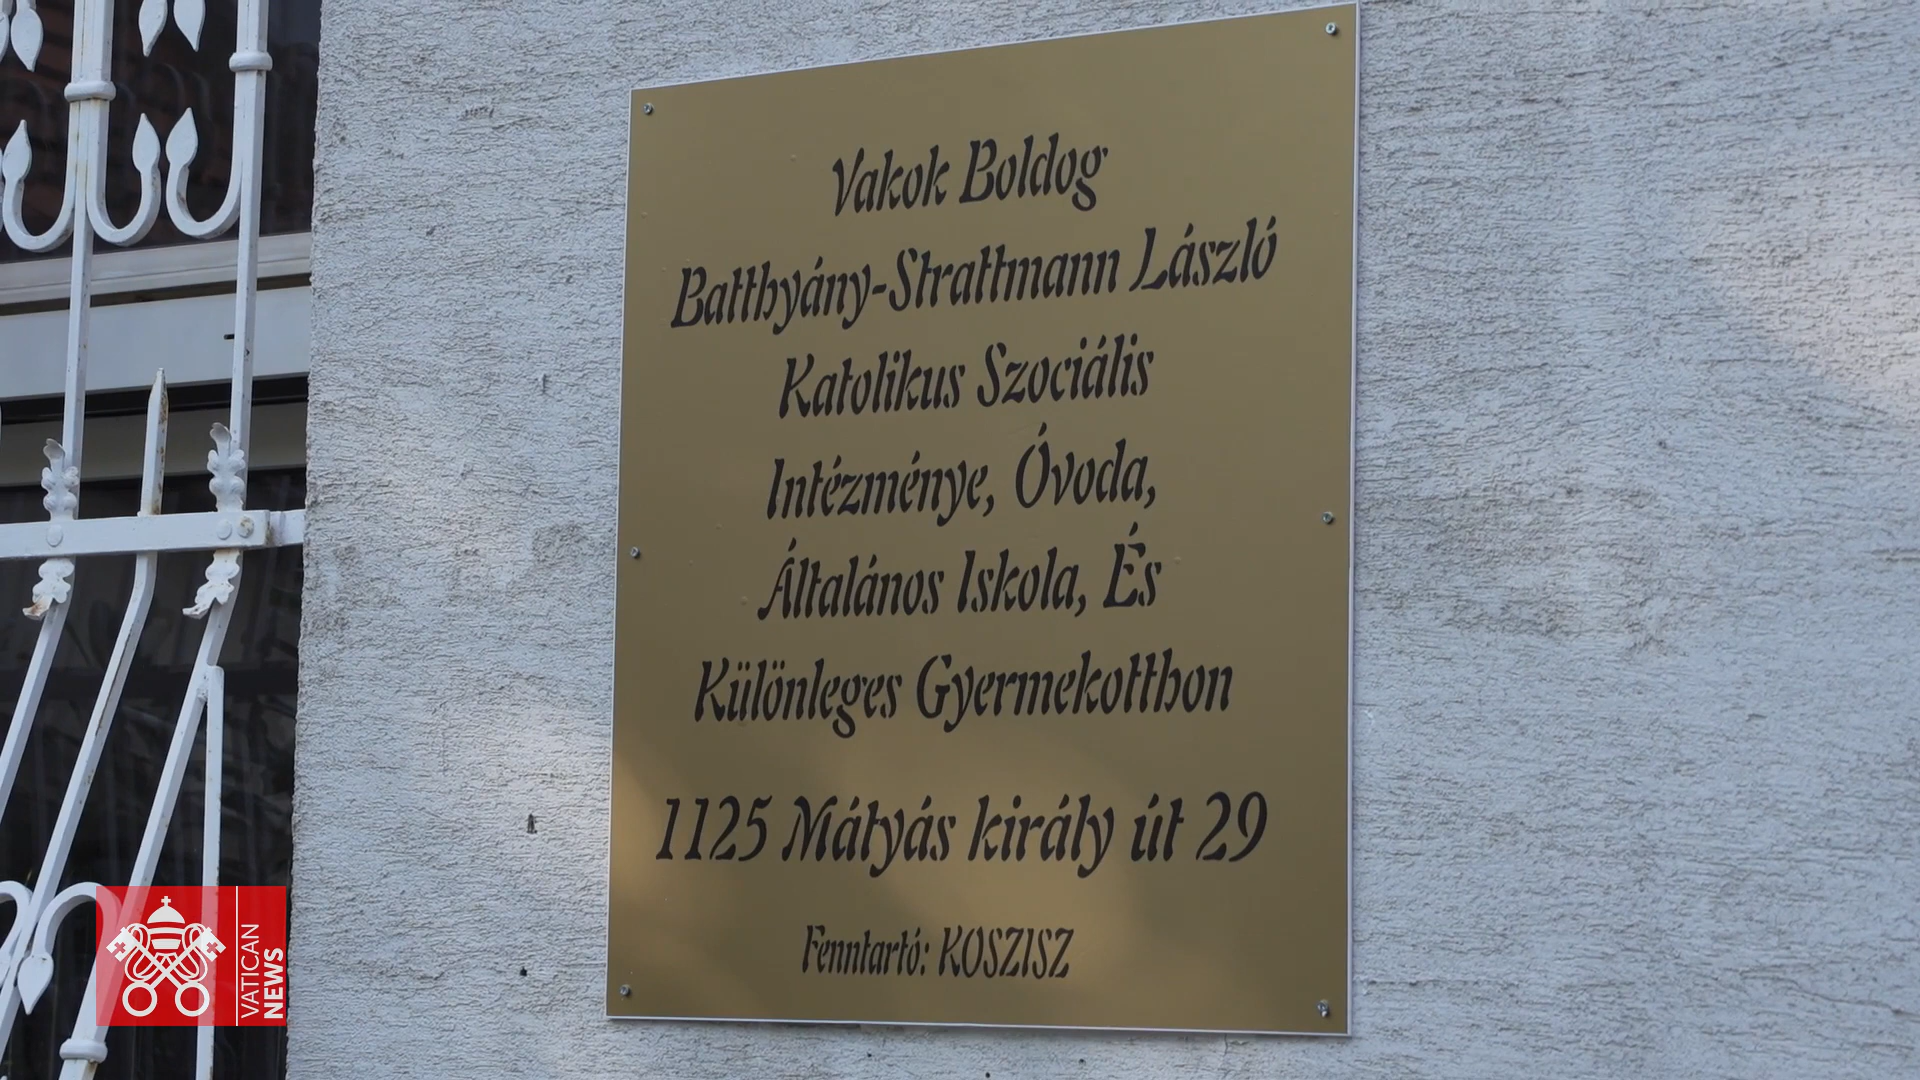 Vakok Boldog
Batthyány-Strattmann László
Katolikus Szociális
Intézménye, Óvoda,
Általános Iskola, És
Különleges Gyermekotthon
1125 Mátyás király út 29
Fenntartó: KOSZISZ
VATICAN
NEWS